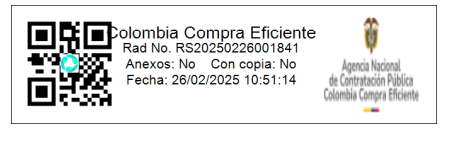 Colombia Compra Eficiente
Rad No. RS20250226001841
Anexos: No Con copia: No
Fecha: 26/02/2025 10:51:14
Agencia Nacional
de Contratación Pública
Colombia Compra Eficiente